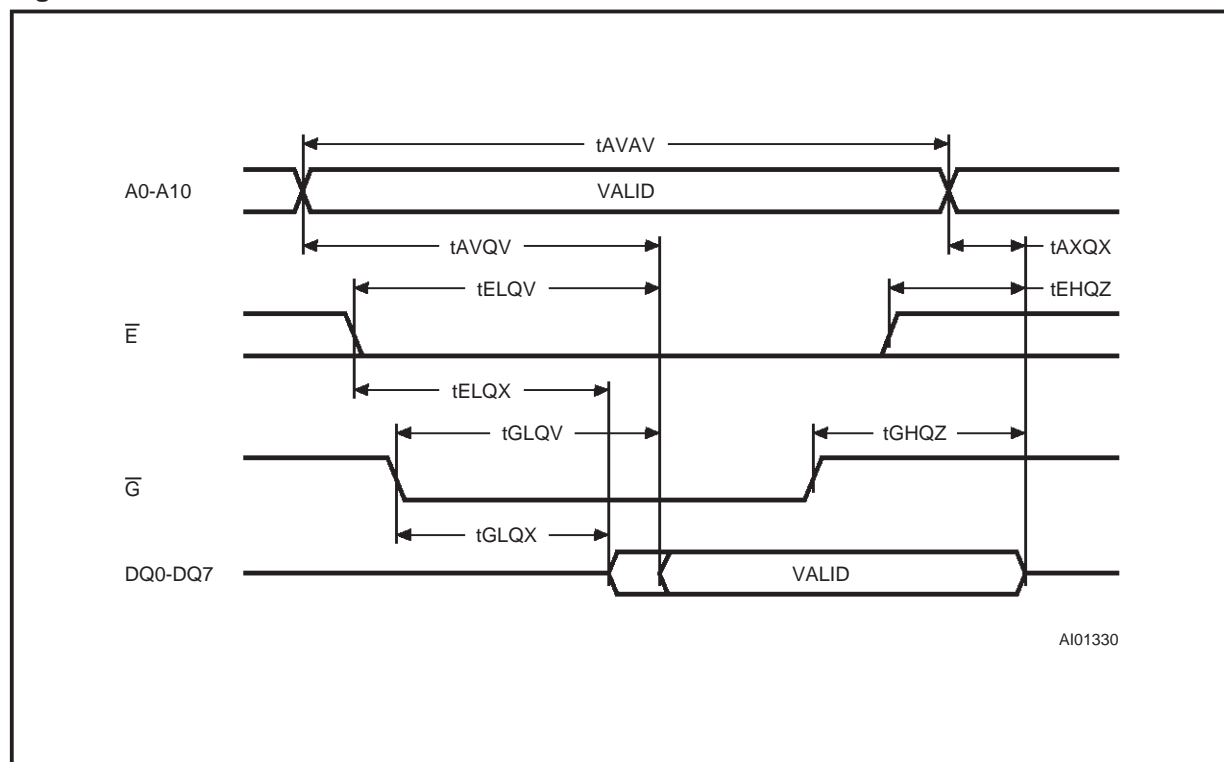 tAVAV
A0-A10
VALID
tAVQV
tAXQX
tELQV
tEHQZ
E̅
tELQX
tGLQV
tGHQZ
G̅
tGLQX
DQ0-DQ7
VALID
AI01330